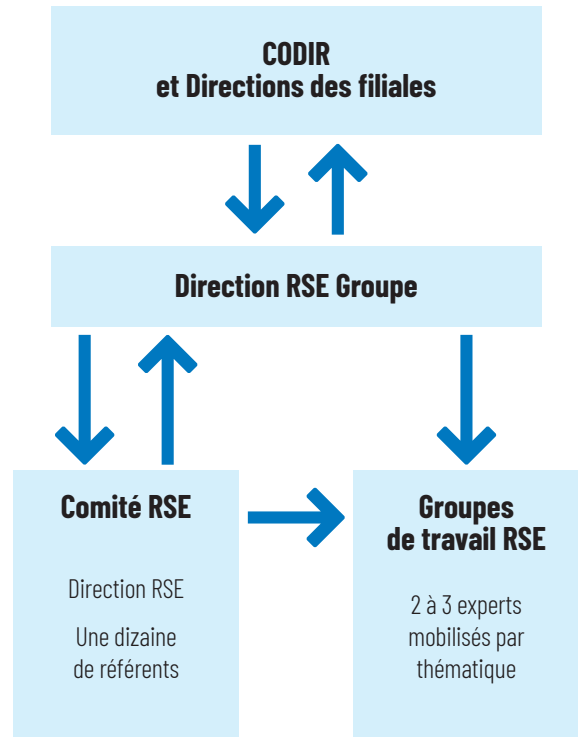 CODIR
et Directions des filiales
Direction RSE Groupe
Comité RSE
Direction RSE
Une dizaine
de référents
Groupes
de travail RSE
2 à 3 experts
mobilisés par
thématique